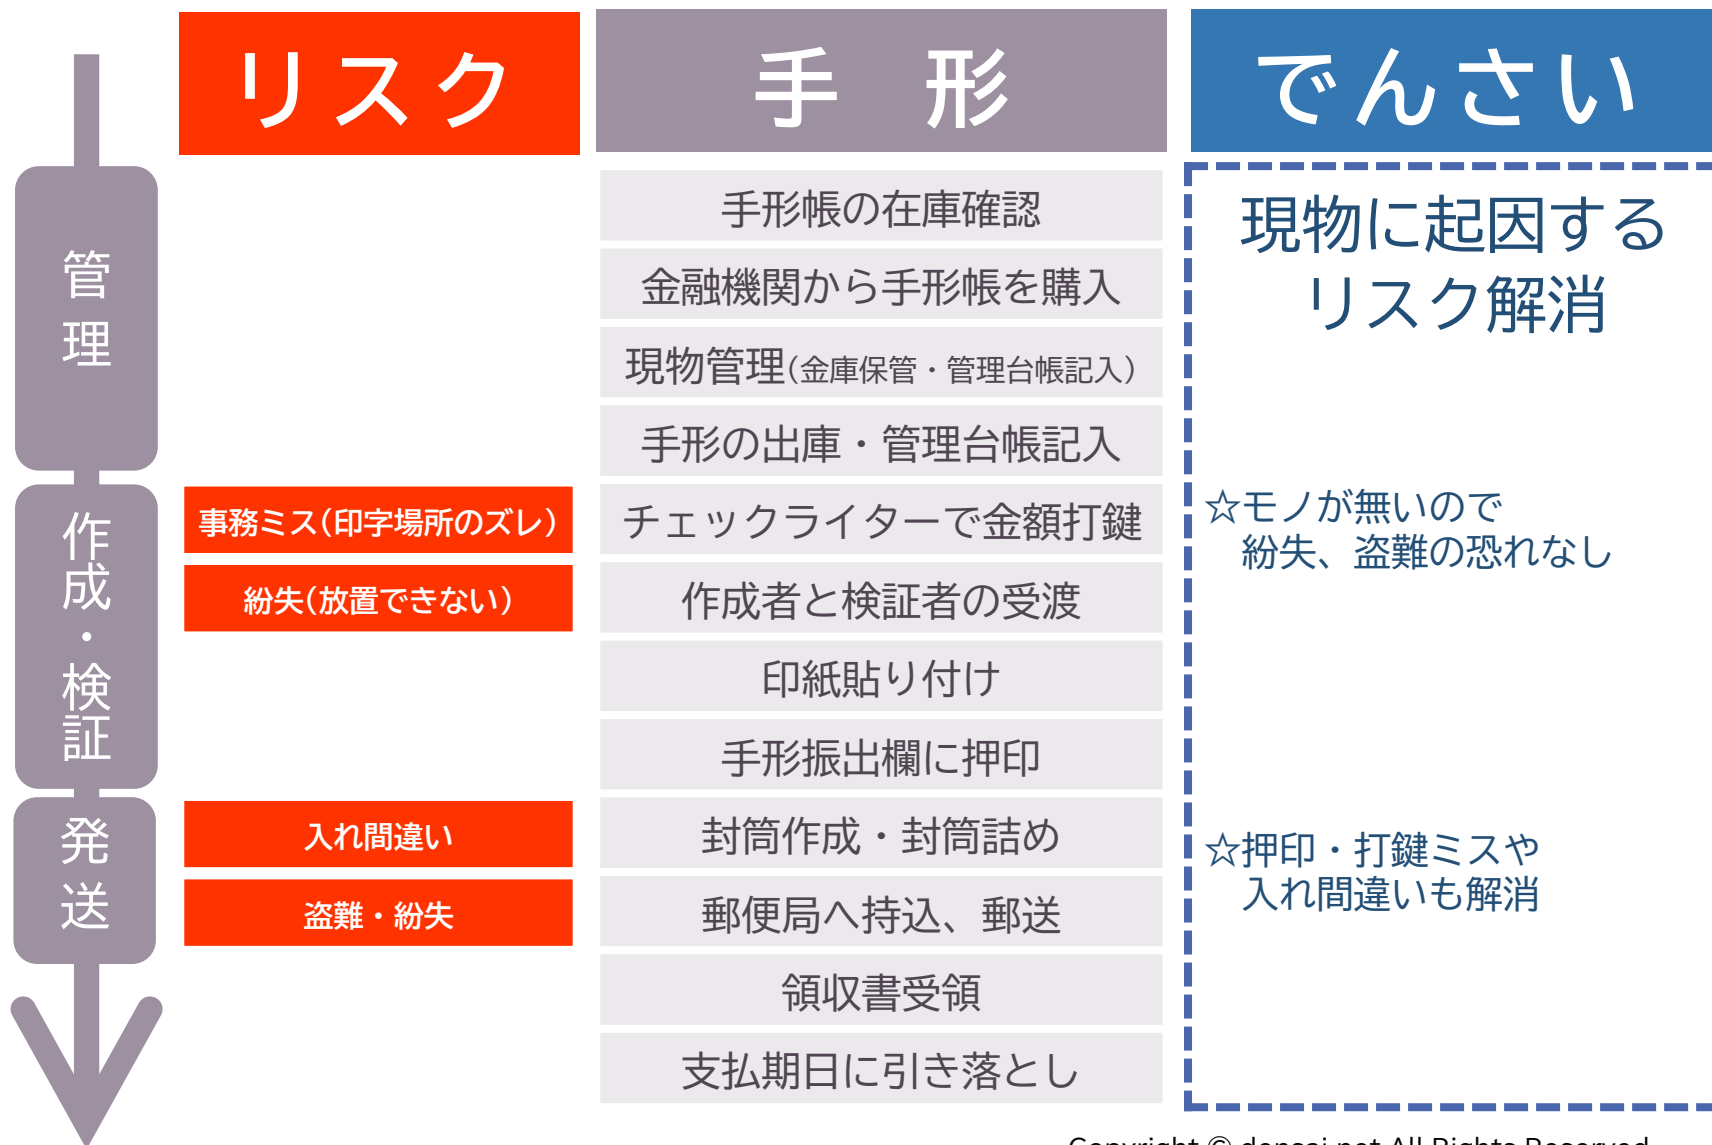 リスク
手 形
でんさい
管理
作成・検証
発送
事務ミス(印字場所のズレ)
紛失(放置できない)
入れ間違い
盗難・紛失
手形帳の在庫確認
金融機関から手形帳を購入
現物管理(金庫保管・管理台帳記入)
手形の出庫・管理台帳記入
チェックライターで金額打鍵
作成者と検証者の受渡
印紙貼り付け
手形振出欄に押印
封筒作成・封筒詰め
郵便局へ持込、郵送
領収書受領
支払期日に引き落とし
現物に起因する
リスク解消
☆モノが無いので
紛失、盗難の恐れなし
☆押印・打鍵ミスや
入れ間違いも解消
Copyright © densai.net All Rights Reserved